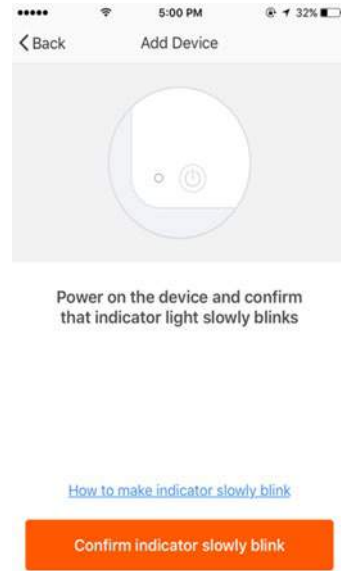 5:00 PM
32%
Back
Add Device
Power on the device and confirm
that indicator light slowly blinks
How to make indicator slowly blink
Confirm indicator slowly blink